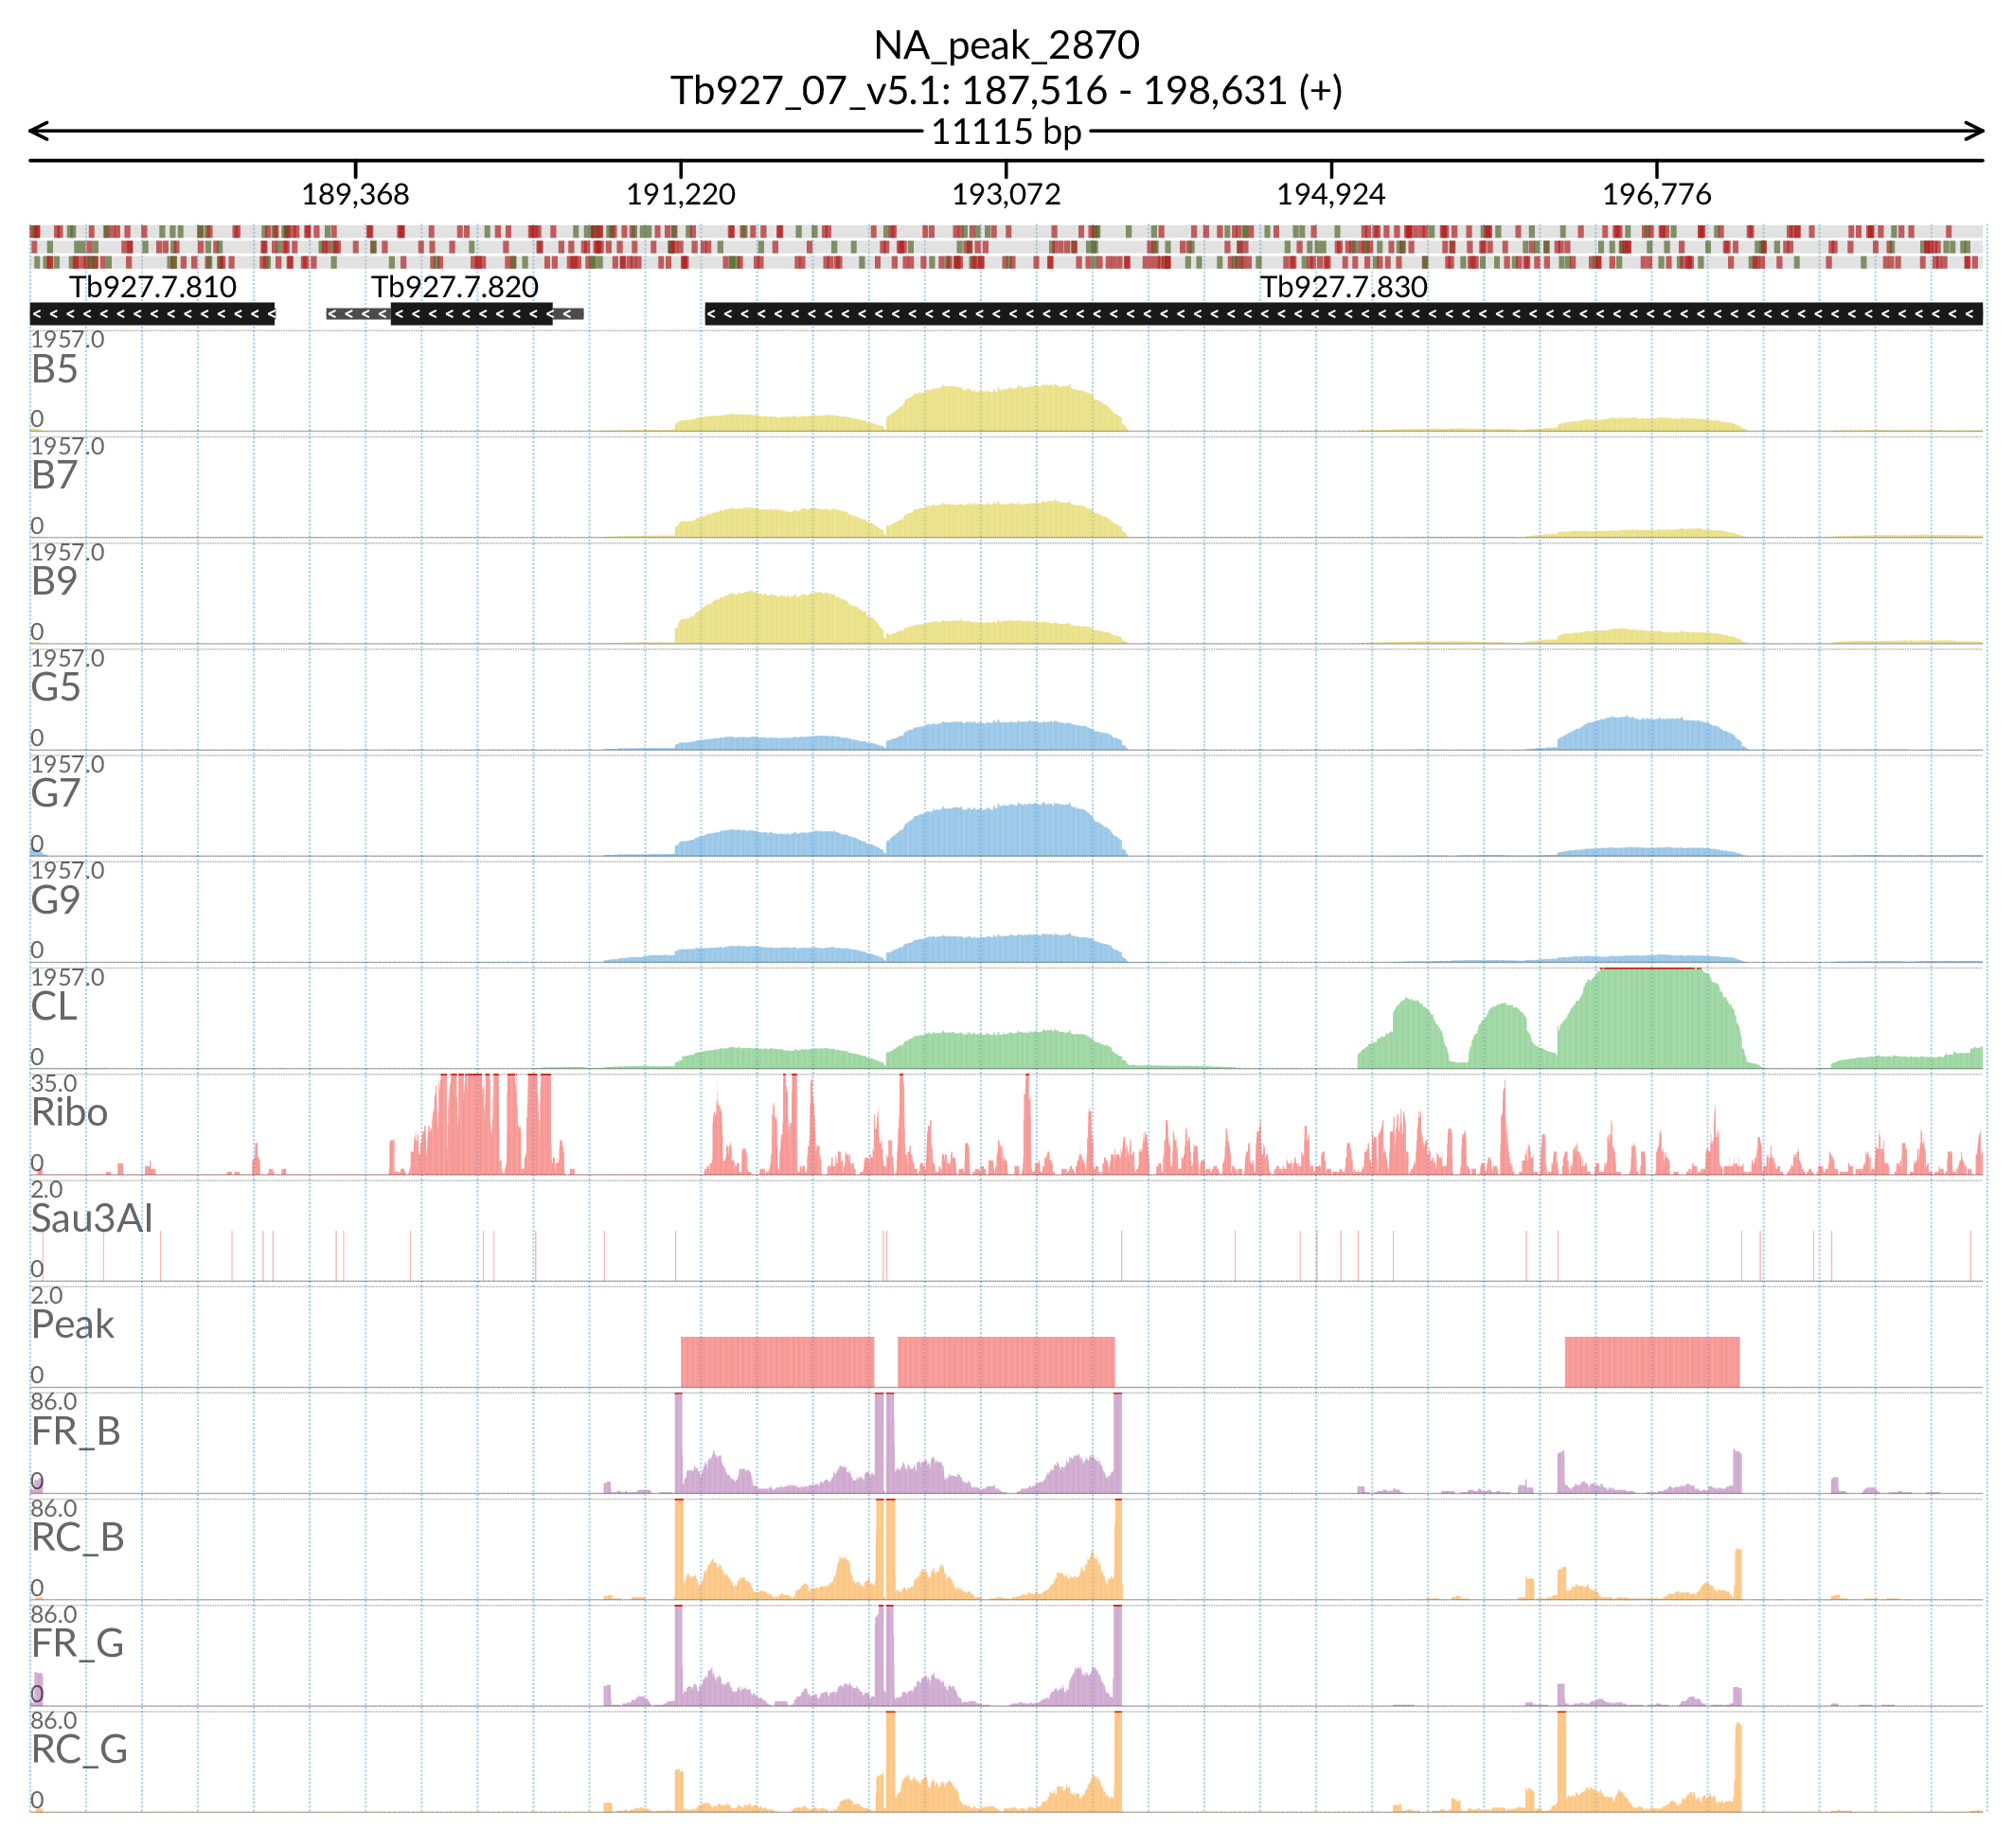 NA_peak_2870
Tb927_07_v5.1: 187,516 - 198,631 (+)
11115 bp
189,368 191,220 193,072 194,924 196,776
Tb927.7.810 Tb927.7.820 Tb927.7.830
1957.0
B5
0
1957.0
B7
0
1957.0
B9
0
1957.0
G5
0
1957.0
G7
0
1957.0
G9
0
1957.0
CL
0
35.0
Ribo
0
2.0
Sau3AI
0
2.0
Peak
0
86.0
FR_B
0
86.0
RC_B
0
86.0
FR_G
0
86.0
RC_G
0